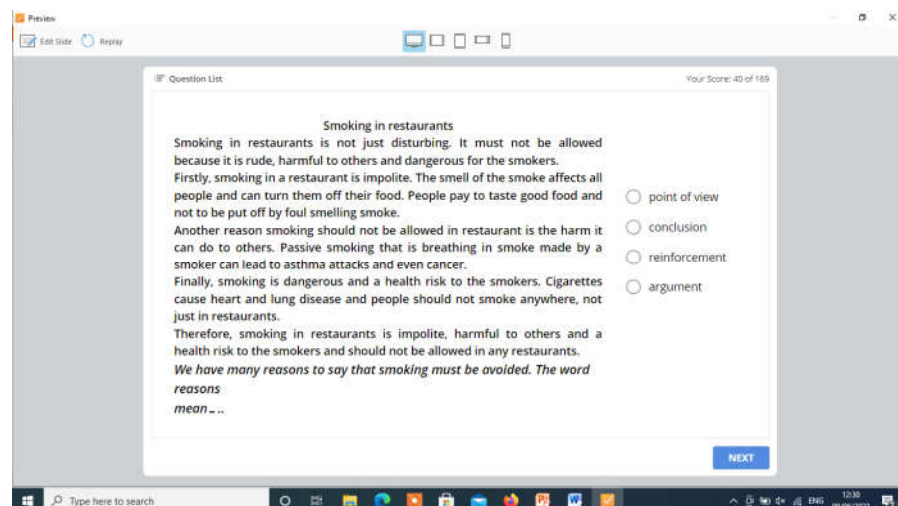 Preview
Edit Slide Replay
Question List Your Score: 40 of 169
Smoking in restaurants
Smoking in restaurants is not just disturbing. It must not be allowed
because it is rude, harmful to others and dangerous for the smokers.
Firstly, smoking in a restaurant is impolite. The smell of the smoke affects all
people and can turn them off their food. People pay to taste good food and
not to be put off by foul smelling smoke.
Another reason smoking should not be allowed in restaurant is the harm it
can do to others. Passive smoking that is breathing in smoke made by a
smoker can lead to asthma attacks and even cancer.
Finally, smoking is dangerous and a health risk to the smokers. Cigarettes
cause heart and lung disease and people should not smoke anywhere, not
just in restaurants.
Therefore, smoking in restaurants is impolite, harmful to others and a
health risk to the smokers and should not be allowed in any restaurants.
We have many reasons to say that smoking must be avoided. The word
reasons
mean_ ..
point of view
conclusion
reinforcement
argument
NEXT
Type here to search
ENG
12:30